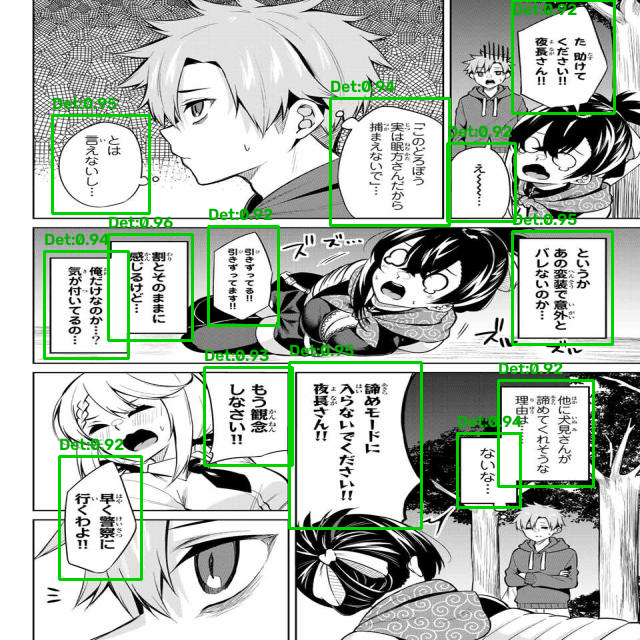 Det:0.92
た 助けて
ください!!
夜長さん!!
Det:0.92
え~~~…
Det:0.94
「このどろぼう
実は眠方さんだから
捕まえないで」…
Det:0.95
とは
言えないし…
Det:0.95
というか
あの変装で意外と
バレないのか…
Det:0.92
引きずってる!!
引きずってます!!
ズズ…
ズズッ
Det:0.96
割とそのままに
感じるけど…
Det:0.94
俺だけなのか…?
気が付いてるの…
Det:0.92
他に犬見さんが
諦めてくれそうな
理由は…
Det:0.94
ないな…
Det:0.95
諦めモードに
入らないでください!!
夜長さん!!
Det:0.93
もう観念
しなさい!!
Det:0.92
早く警察に
行くわよ!!